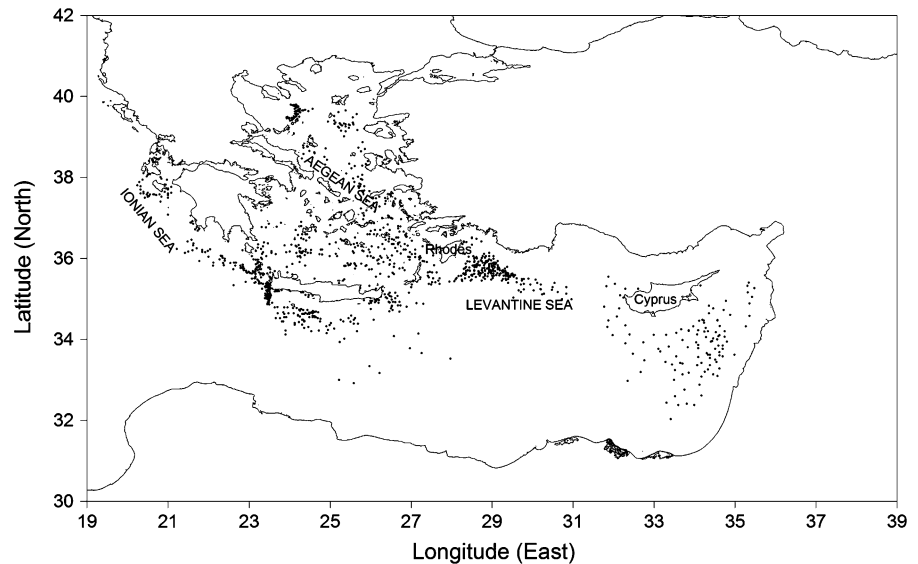 42
40
38
36
34
32
30
Latitude (North)
AEGEAN SEA
IONIAN SEA
Rhodes
LEVANTINE SEA
Cyprus
19 21 23 25 27 29 31 33 35 37 39
Longitude (East)